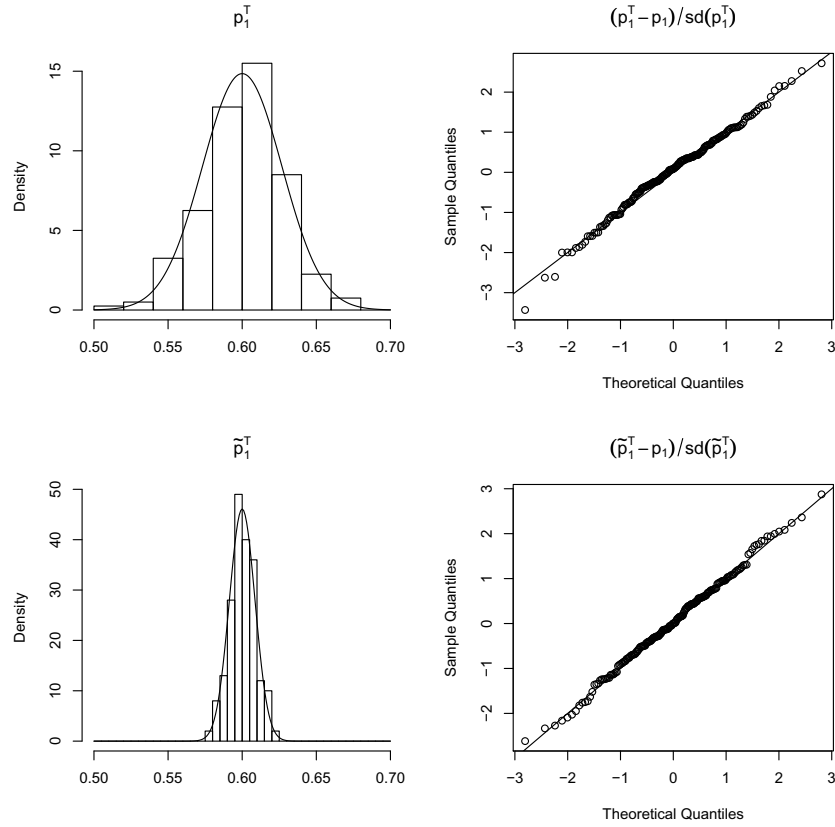 p₁ᵀ
Density
0
5
10
15
0.50 0.55 0.60 0.65 0.70
(p₁ᵀ−p₁)/sd(p₁ᵀ)
Sample Quantiles
−3
−2
−1
0
1
2
−3 −2 −1 0 1 2 3
Theoretical Quantiles
p̃₁ᵀ
Density
0
10
20
30
40
50
0.50 0.55 0.60 0.65 0.70
(p̃₁ᵀ−p₁)/sd(p̃₁ᵀ)
Sample Quantiles
−2
−1
0
1
2
3
−3 −2 −1 0 1 2 3
Theoretical Quantiles